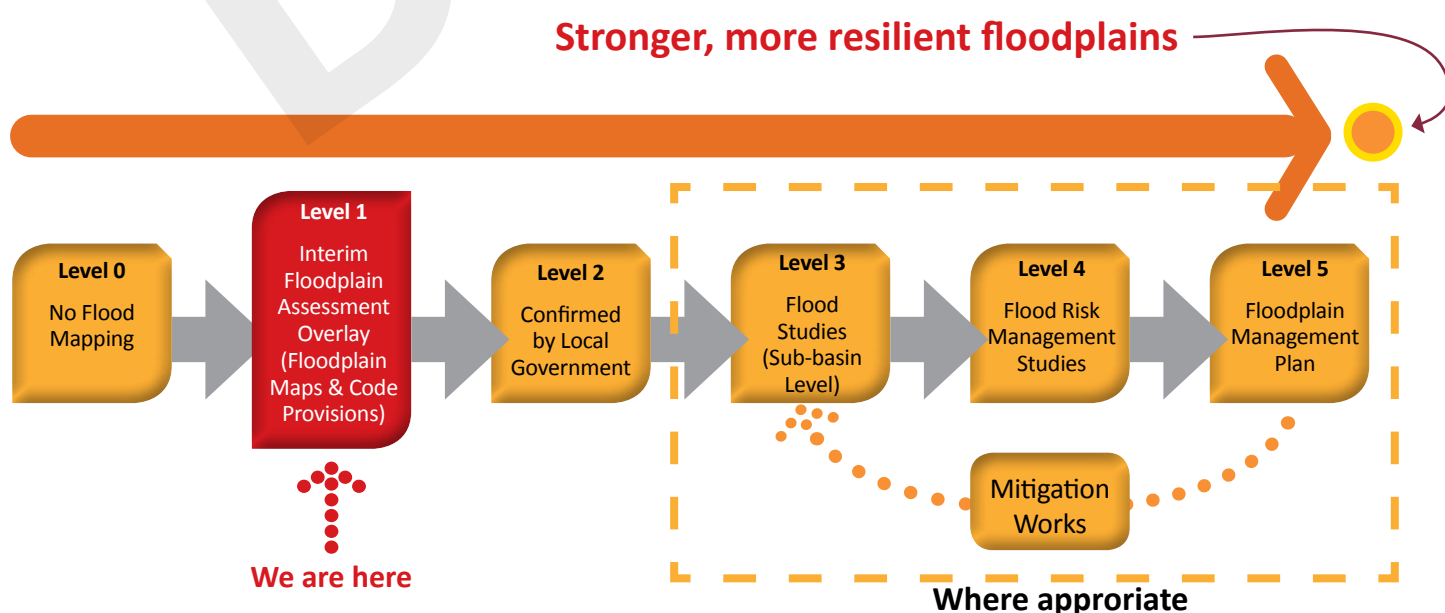 Stronger, more resilient floodplains
Level 0
No Flood
Mapping
Level 1
Interim
Floodplain
Assessment
Overlay
(Floodplain
Maps & Code
Provisions)
Level 2
Confirmed
by Local
Government
Level 3
Flood
Studies
(Sub-basin
Level)
Level 4
Flood Risk
Management
Studies
Level 5
Floodplain
Management
Plan
Mitigation
Works
We are here
Where approriate